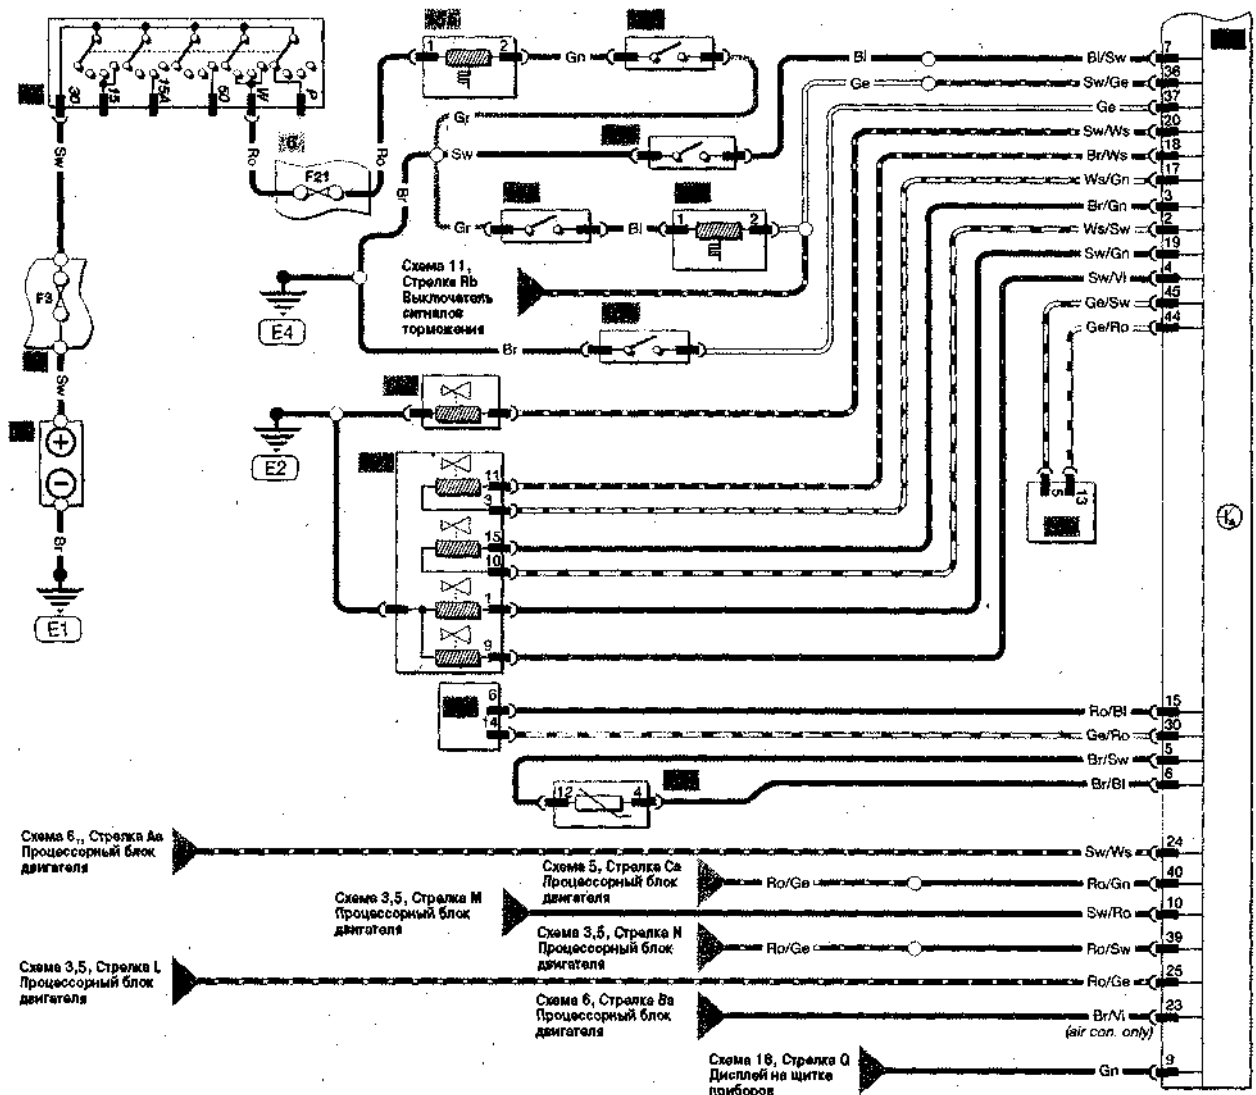 30
15
15A
50
W
P
1
2
Gn
Bl
Bl/Sw
7
Sw/Ge
36
Ge
Ge
37
Gr
Sw/Ws
20
Sw
Ro
Ro
Sw
Br/Ws
18
6
F21
Br
Ws/Gn
17
Br/Gn
3
Gr
Bl
1
2
Ws/Sw
2
Sw/Gn
19
Схема 11,
Стрелка Rb
Выключатель
сигналов
торможения
Sw/Vi
4
F3
E4
Ge/Sw
45
Ge/Ro
44
Br
Sw
E2
11
3
5
13
15
10
Br
1
E1
9
6
14
Ro/Bl
15
Ge/Ro
30
Br/Sw
5
12
4
Br/Bl
6
Схема 6, Стрелка Aa
Процессорный блок
двигателя
Sw/Ws
24
Схема 5, Стрелка Ca
Процессорный блок
двигателя
Ro/Ge
Ro/Gn
40
Схема 3,5, Стрелка M
Процессорный блок
двигателя
Sw/Ro
10
Схема 3,5, Стрелка N
Процессорный блок
двигателя
Ro/Ge
Ro/Sw
39
Схема 3,5, Стрелка L
Процессорный блок
двигателя
Ro/Ge
25
Схема 6, Стрелка Ba
Процессорный блок
двигателя
Br/Vi
23
(air con. only)
Схема 16, Стрелка Q
Дисплей на щитке
приборов
Gn
9